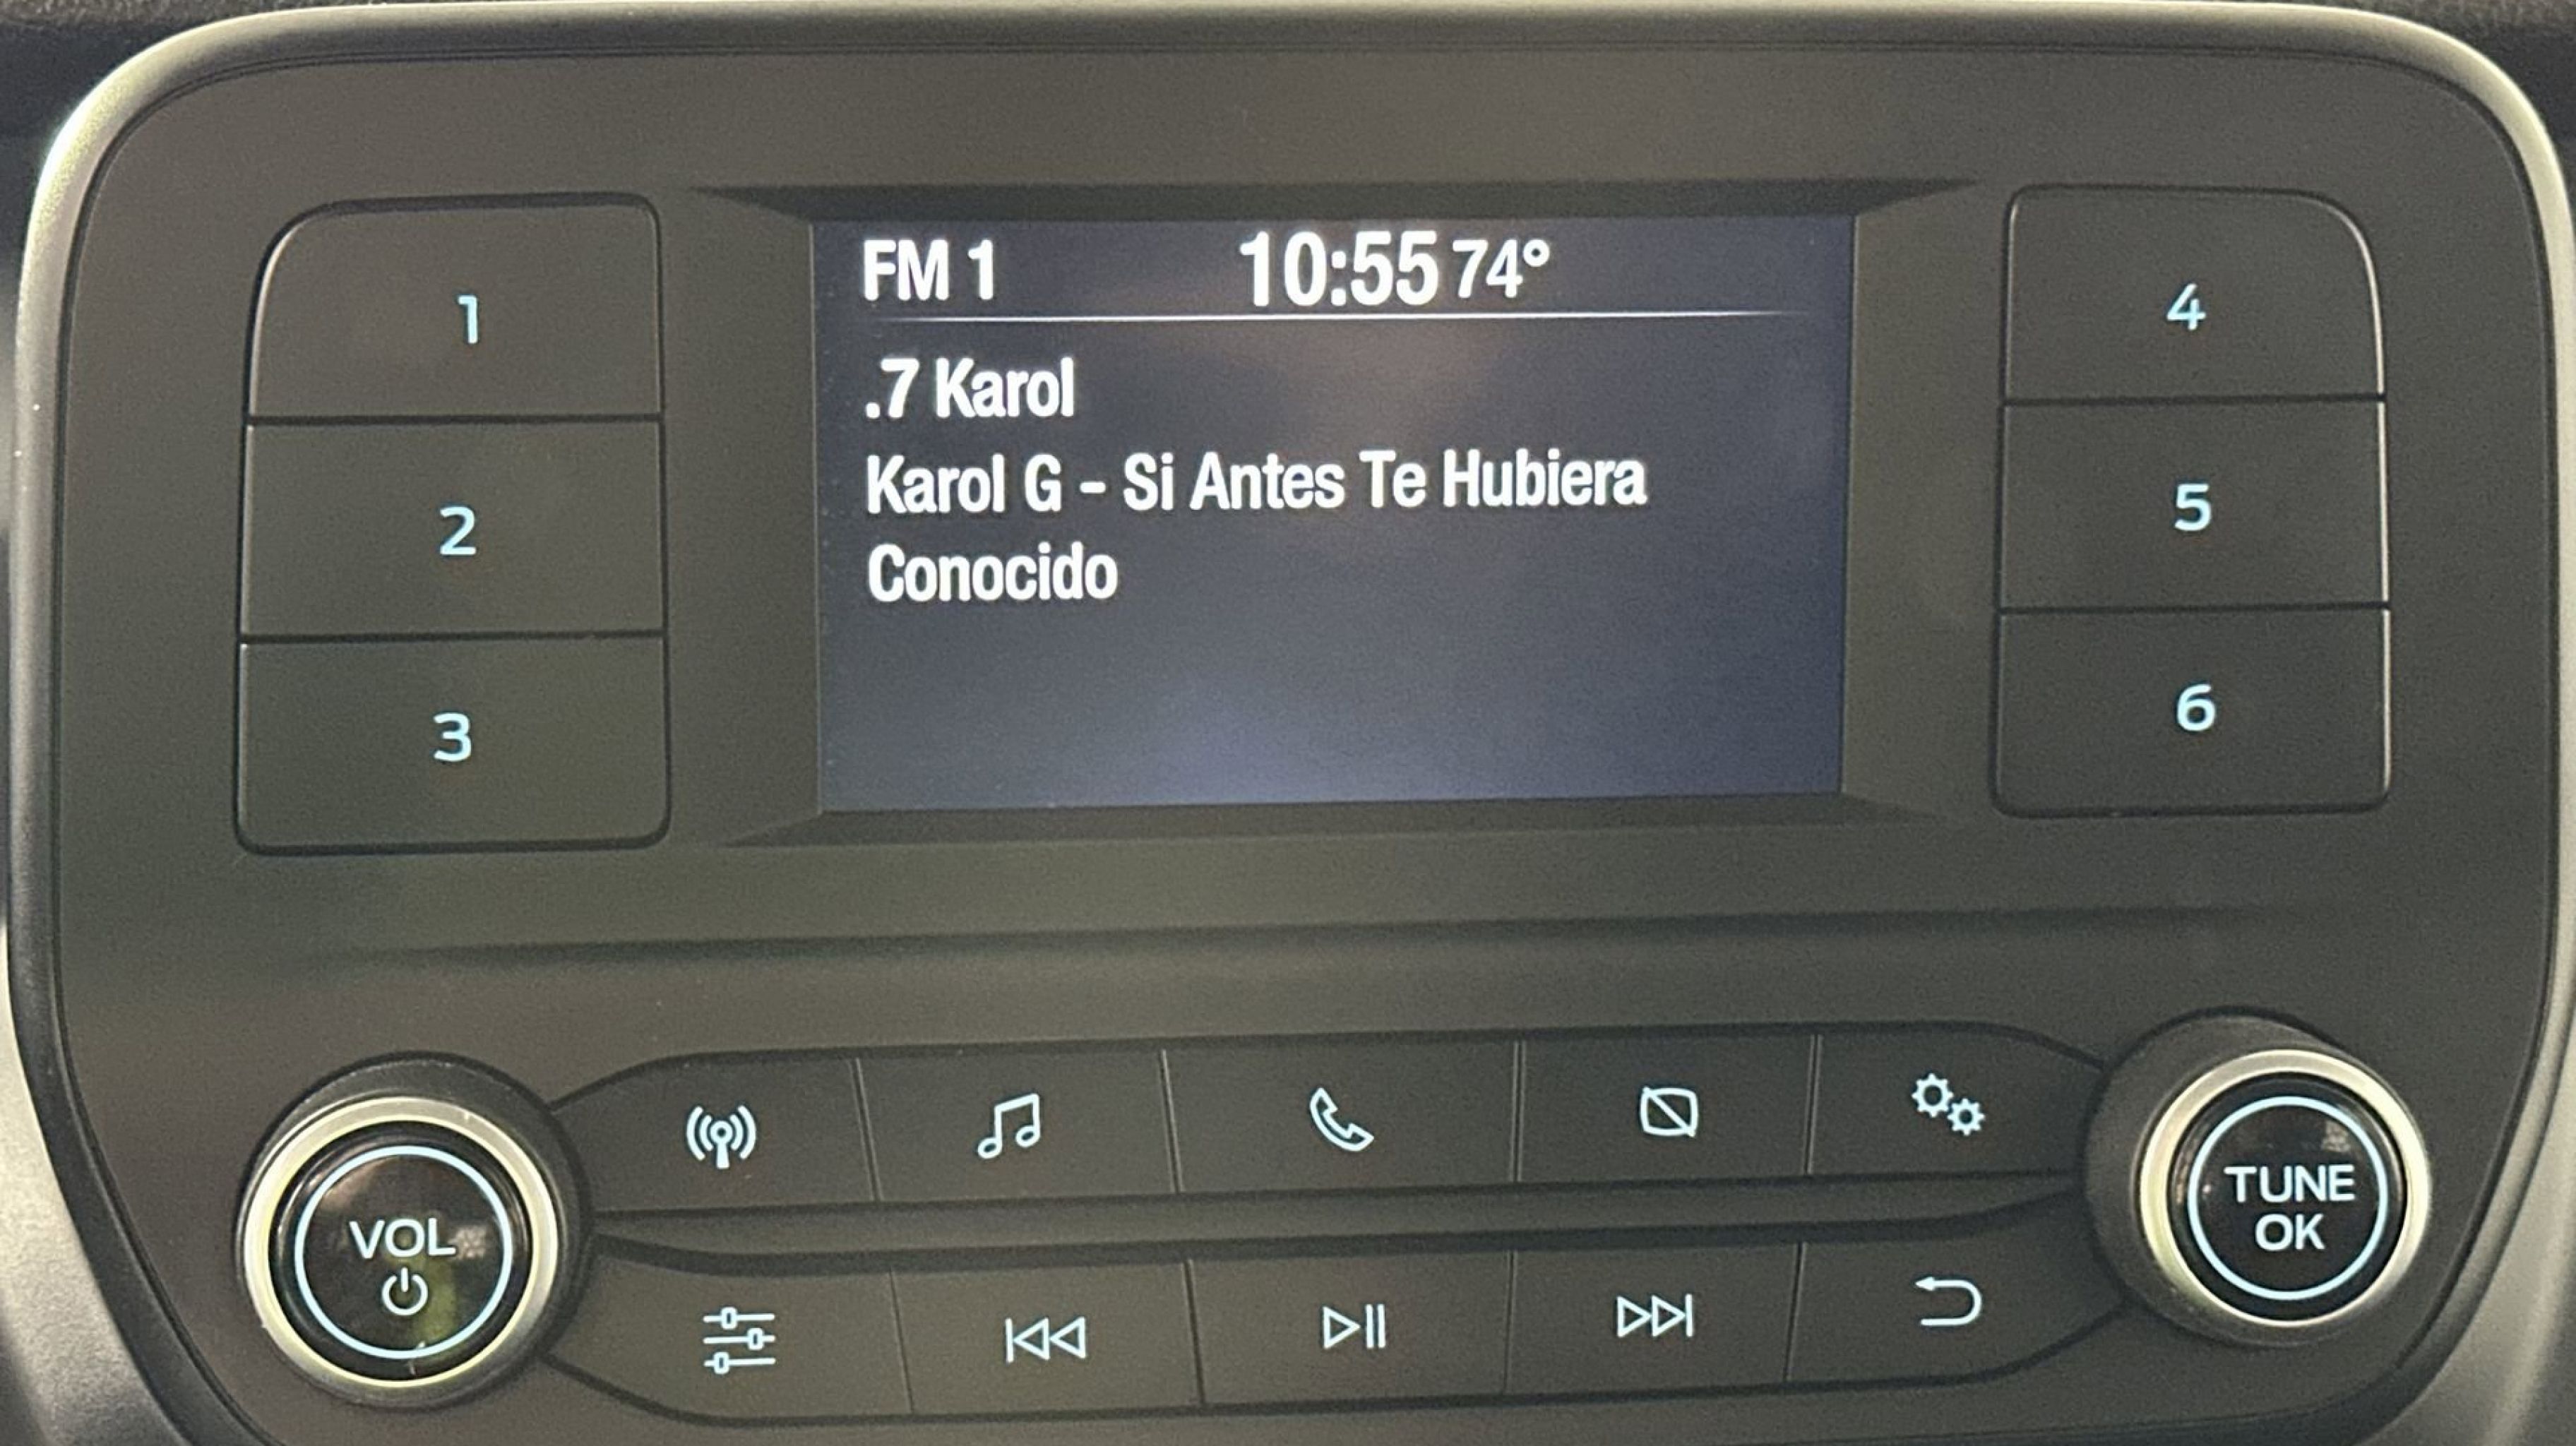 FM 1 10:55 74°
.7 Karol
Karol G - Si Antes Te Hubiera
Conocido
1
2
3
4
5
6
VOL
TUNE
OK